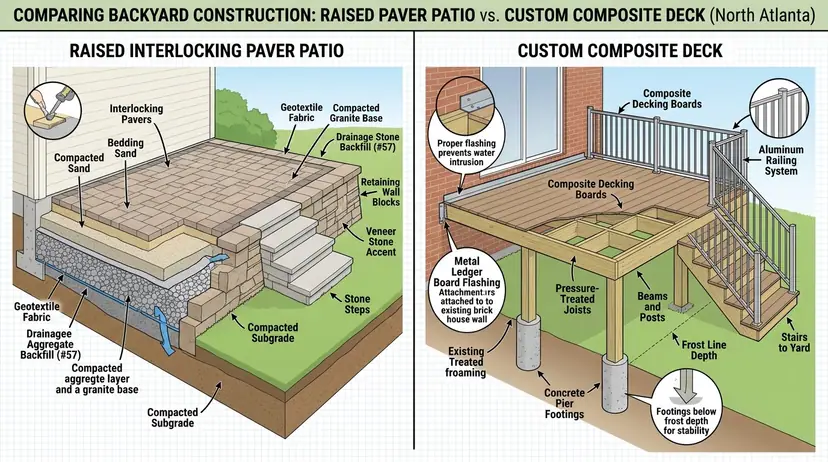 COMPARING BACKYARD CONSTRUCTION: RAISED PAVER PATIO vs. CUSTOM COMPOSITE DECK (North Atlanta)
RAISED INTERLOCKING PAVER PATIO
Interlocking
Pavers
Bedding
Sand
Compacted
Sand
Geotextile
Fabric
Compacted
Granite Base
Drainage Stone
Backfill (#57)
Retaining
Wall
Blocks
Veneer
Stone
Accent
Stone
Steps
Compacted
Subgrade
Geotextile
Fabric
Drainagee
Aggregate
Backfill (#57)
Compacted
aggregte layer
and a granite base
Compacted
Subgrade
CUSTOM COMPOSITE DECK
Proper flashing
prevents water
intrusion
Composite
Decking Boards
Aluminum
Railing
System
Composite Decking
Boards
Metal
Ledger
Board Flashing
Attachment:rs
attached to to
existing brick
house wall
Pressure-
Treated
Joists
Beams
and
Posts
Stairs
to Yard
Frost Line
Depth
Existing
Treated
froaming
Concrete
Pier
Footings
Footings below
frost depth
for stability